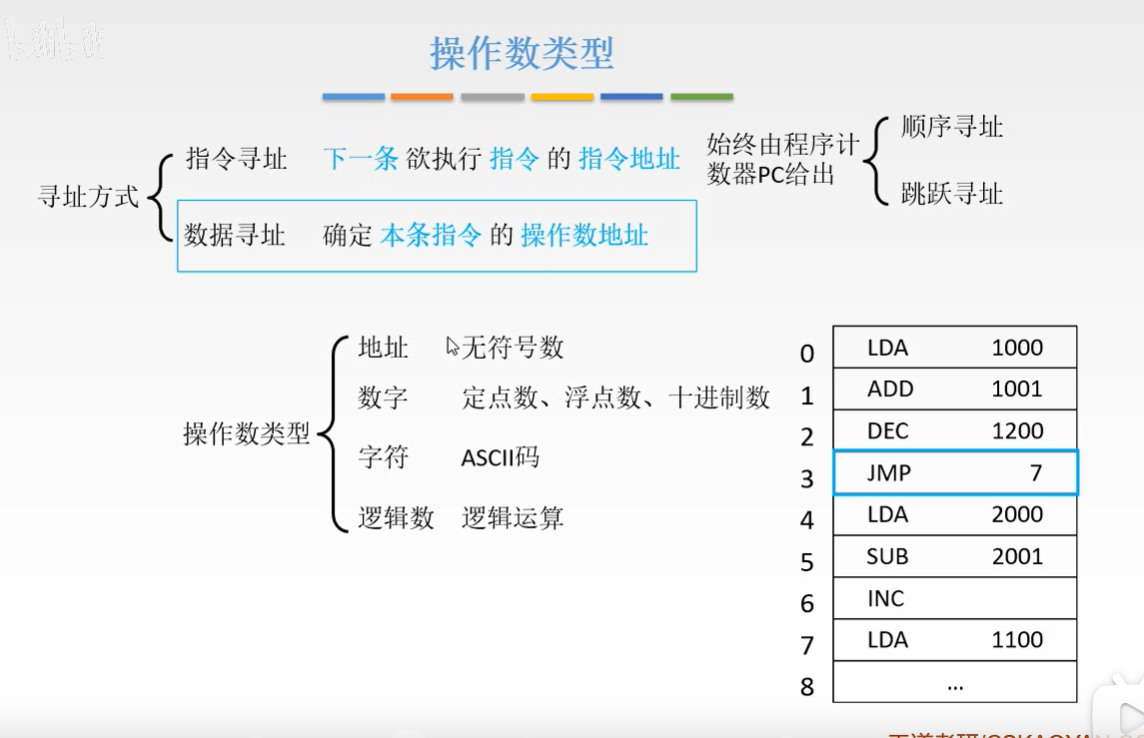 操作数类型
寻址方式
指令寻址 下一条 欲执行 指令 的 指令地址
始终由程序计
数器PC给出
顺序寻址
跳跃寻址
数据寻址 确定 本条指令 的 操作数地址
操作数类型
地址 无符号数
数字 定点数、浮点数、十进制数
字符 ASCII码
逻辑数 逻辑运算
0 LDA 1000
1 ADD 1001
2 DEC 1200
3 JMP 7
4 LDA 2000
5 SUB 2001
6 INC
7 LDA 1100
8 ...